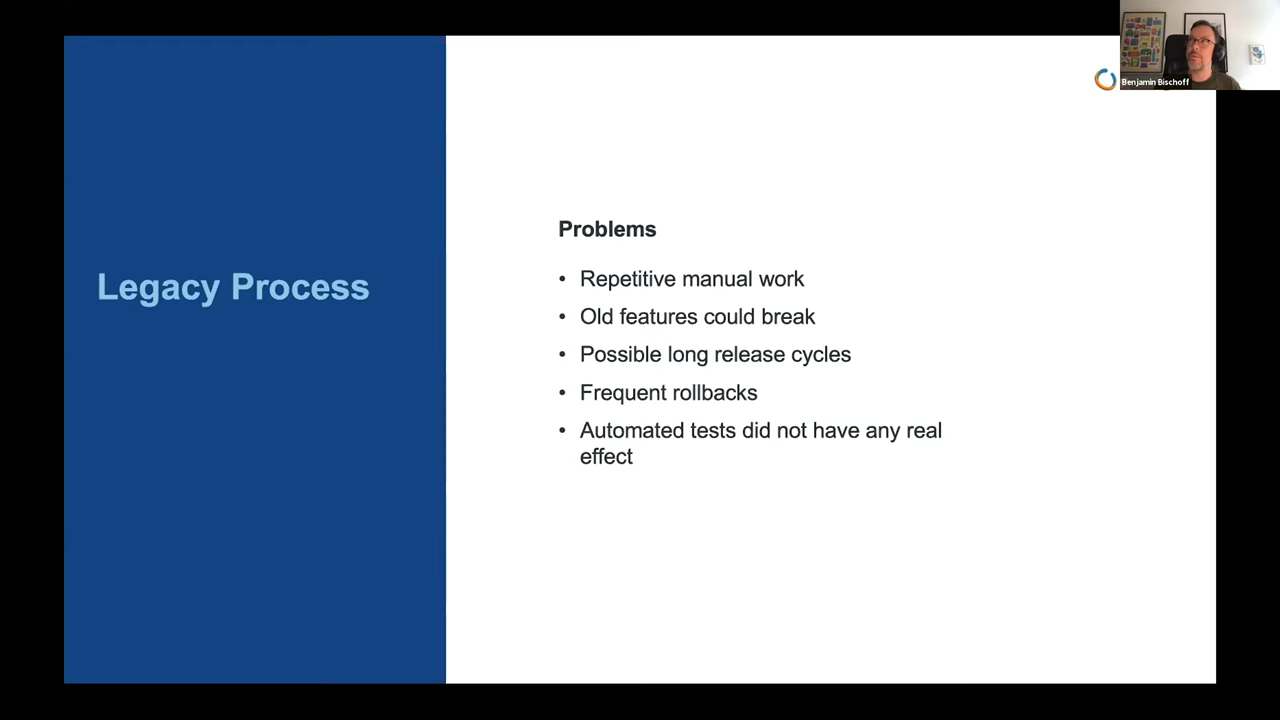 Benjamin Bischoff
Legacy Process
Problems
• Repetitive manual work
• Old features could break
• Possible long release cycles
• Frequent rollbacks
• Automated tests did not have any real
effect